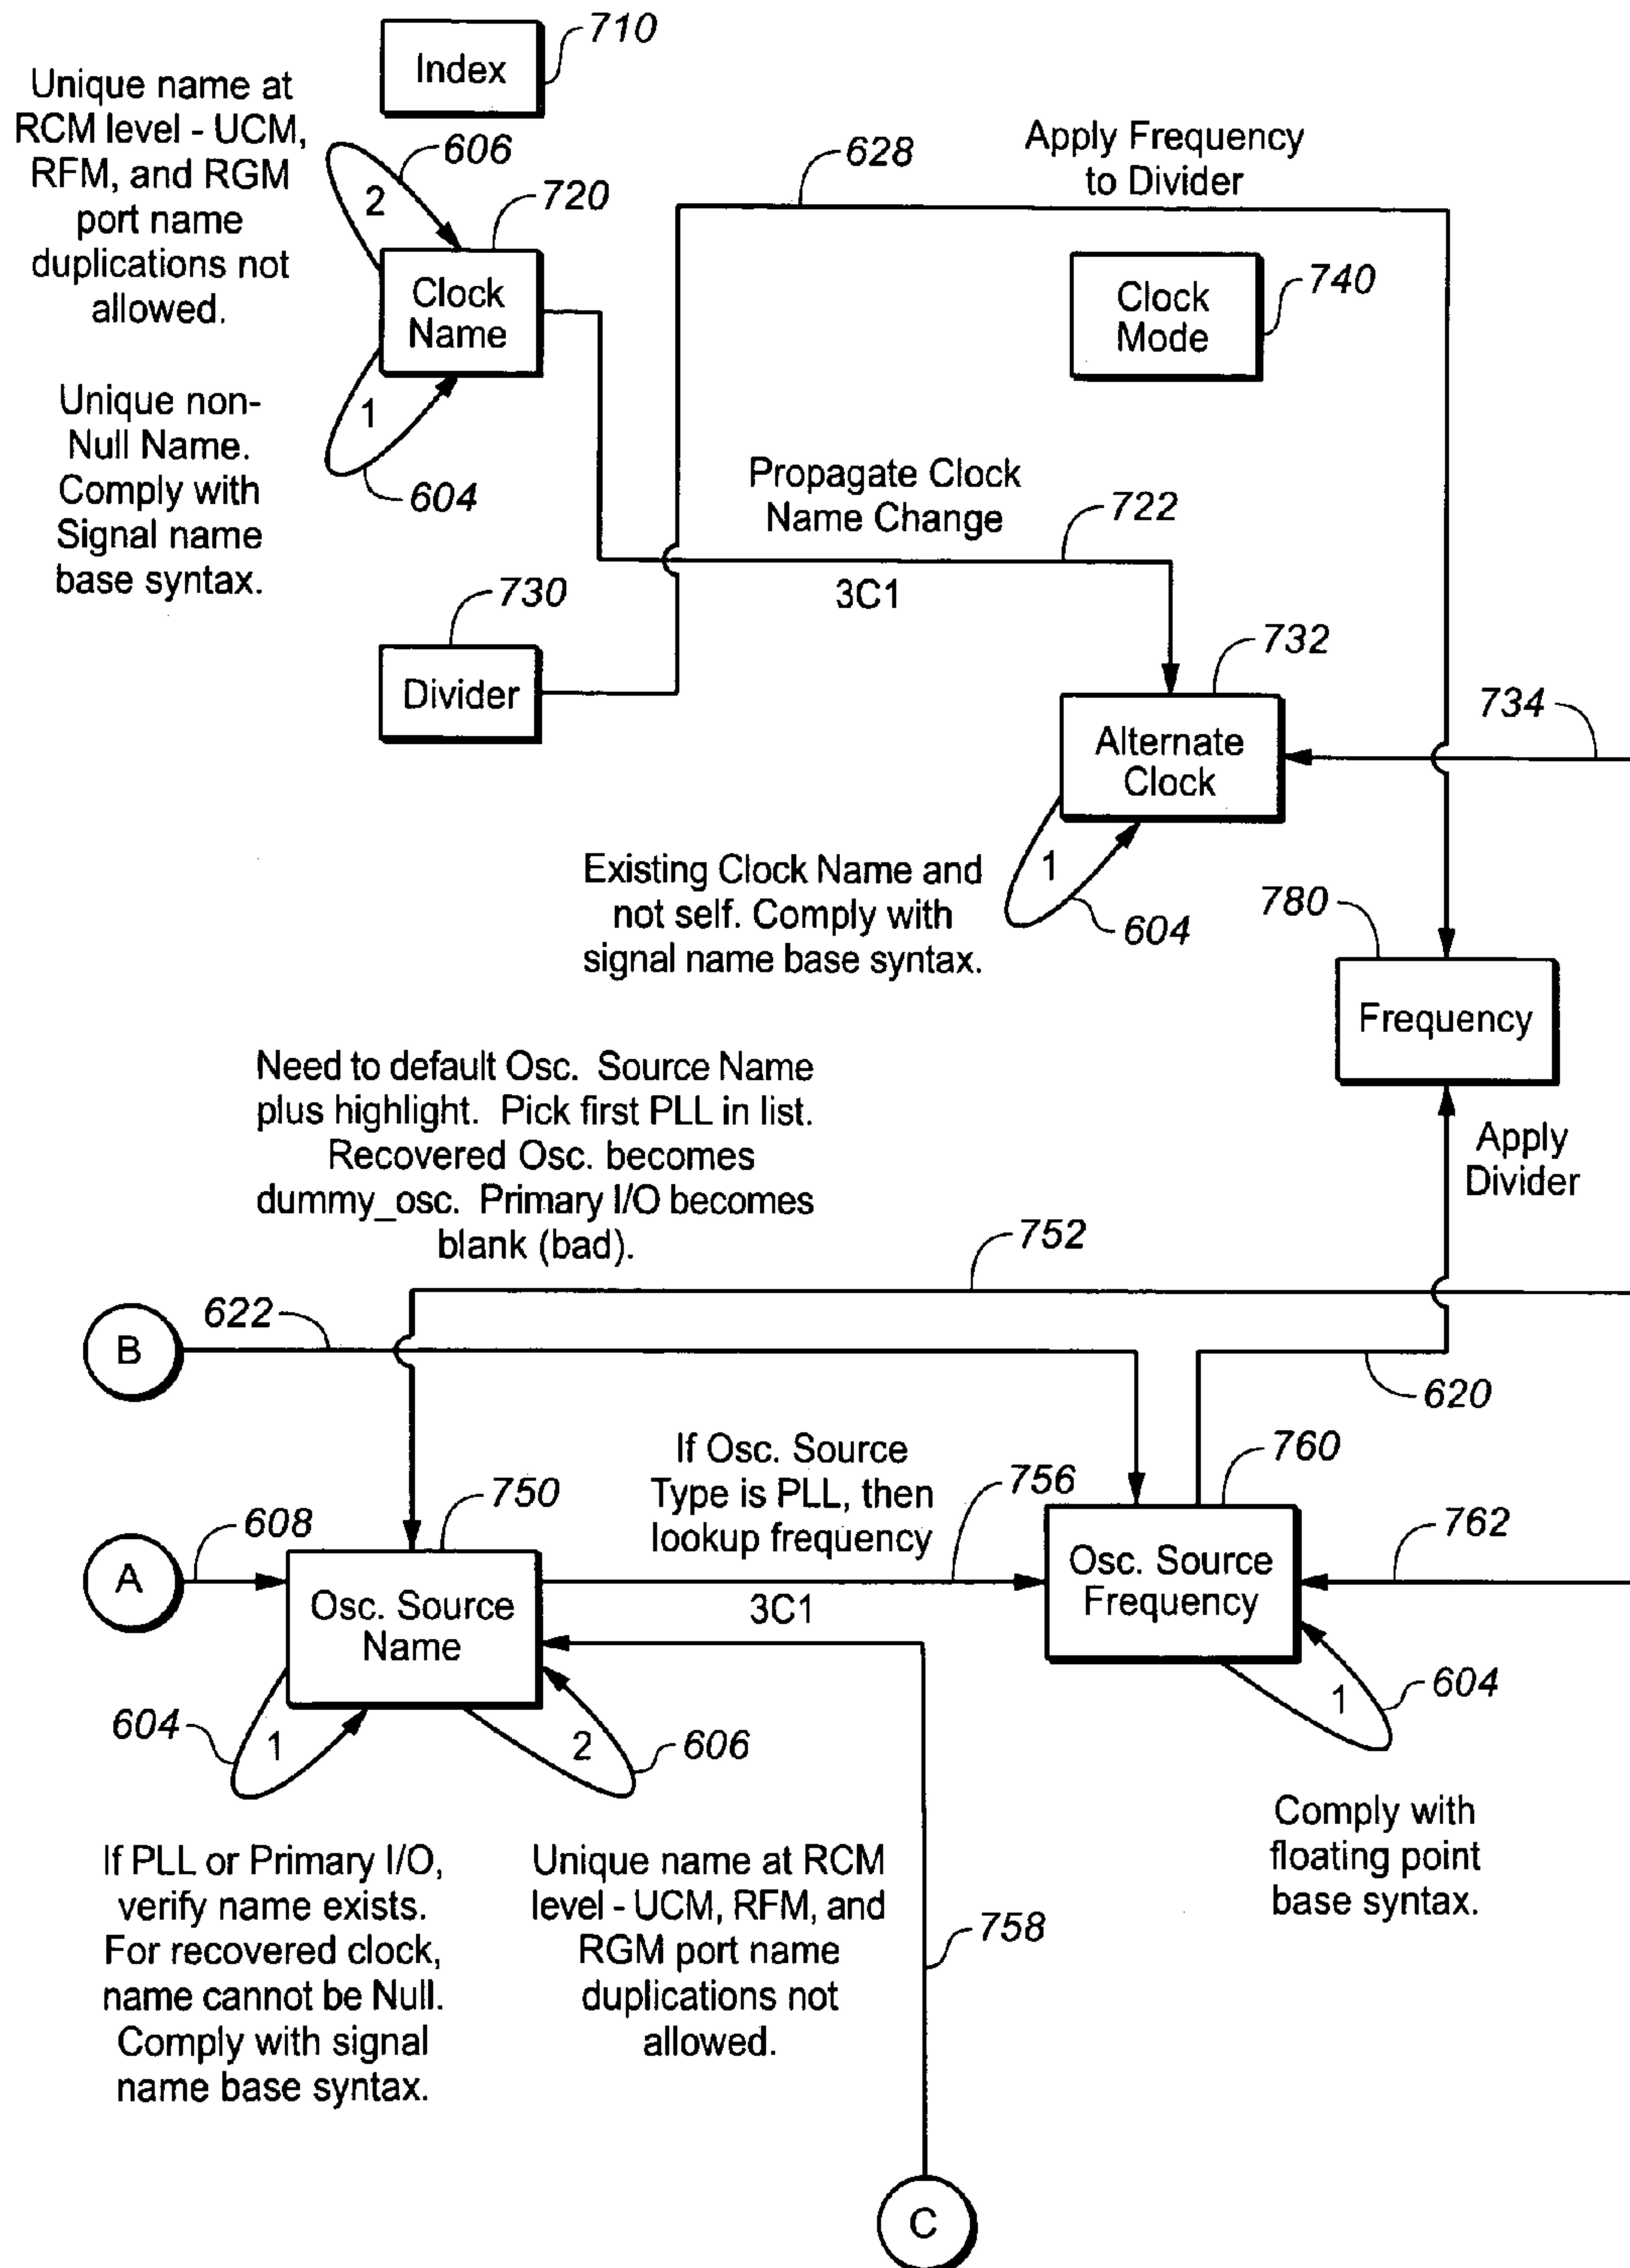 710
Index
Unique name at
RCM level - UCM,
RFM, and RGM
port name
duplications not
allowed.
606
2
720
Clock
Name
1
604
Unique non-
Null Name.
Comply with
Signal name
base syntax.
628
Apply Frequency
to Divider
740
Clock
Mode
Propagate Clock
Name Change
722
3C1
730
Divider
732
Alternate
Clock
734
1
604
Existing Clock Name and
not self. Comply with
signal name base syntax.
780
Frequency
Need to default Osc. Source Name
plus highlight. Pick first PLL in list.
Recovered Osc. becomes
dummy_osc. Primary I/O becomes
blank (bad).
Apply
Divider
752
B
622
620
A
608
750
Osc. Source
Name
If Osc. Source
Type is PLL, then
lookup frequency
756
3C1
760
Osc. Source
Frequency
762
604
1
2
606
1
604
If PLL or Primary I/O,
verify name exists.
For recovered clock,
name cannot be Null.
Comply with signal
name base syntax.
Unique name at RCM
level - UCM, RFM, and
RGM port name
duplications not
allowed.
758
Comply with
floating point
base syntax.
C